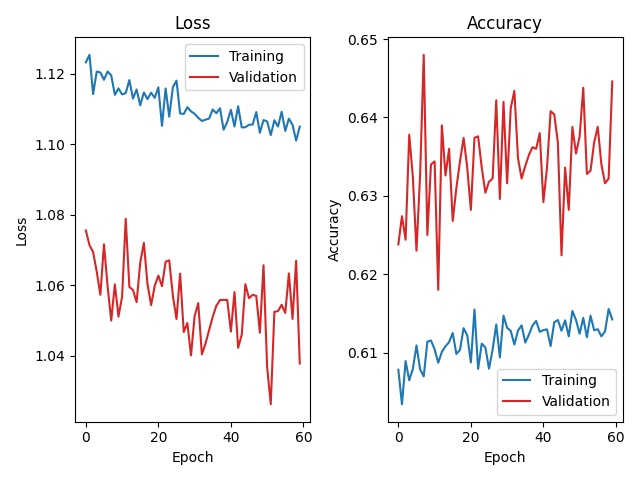 Loss
Training
Validation
1.12
1.10
1.08
1.06
1.04
Loss
0
20
40
60
Epoch
Accuracy
0.65
0.64
0.63
0.62
0.61
Accuracy
Training
Validation
0
20
40
60
Epoch